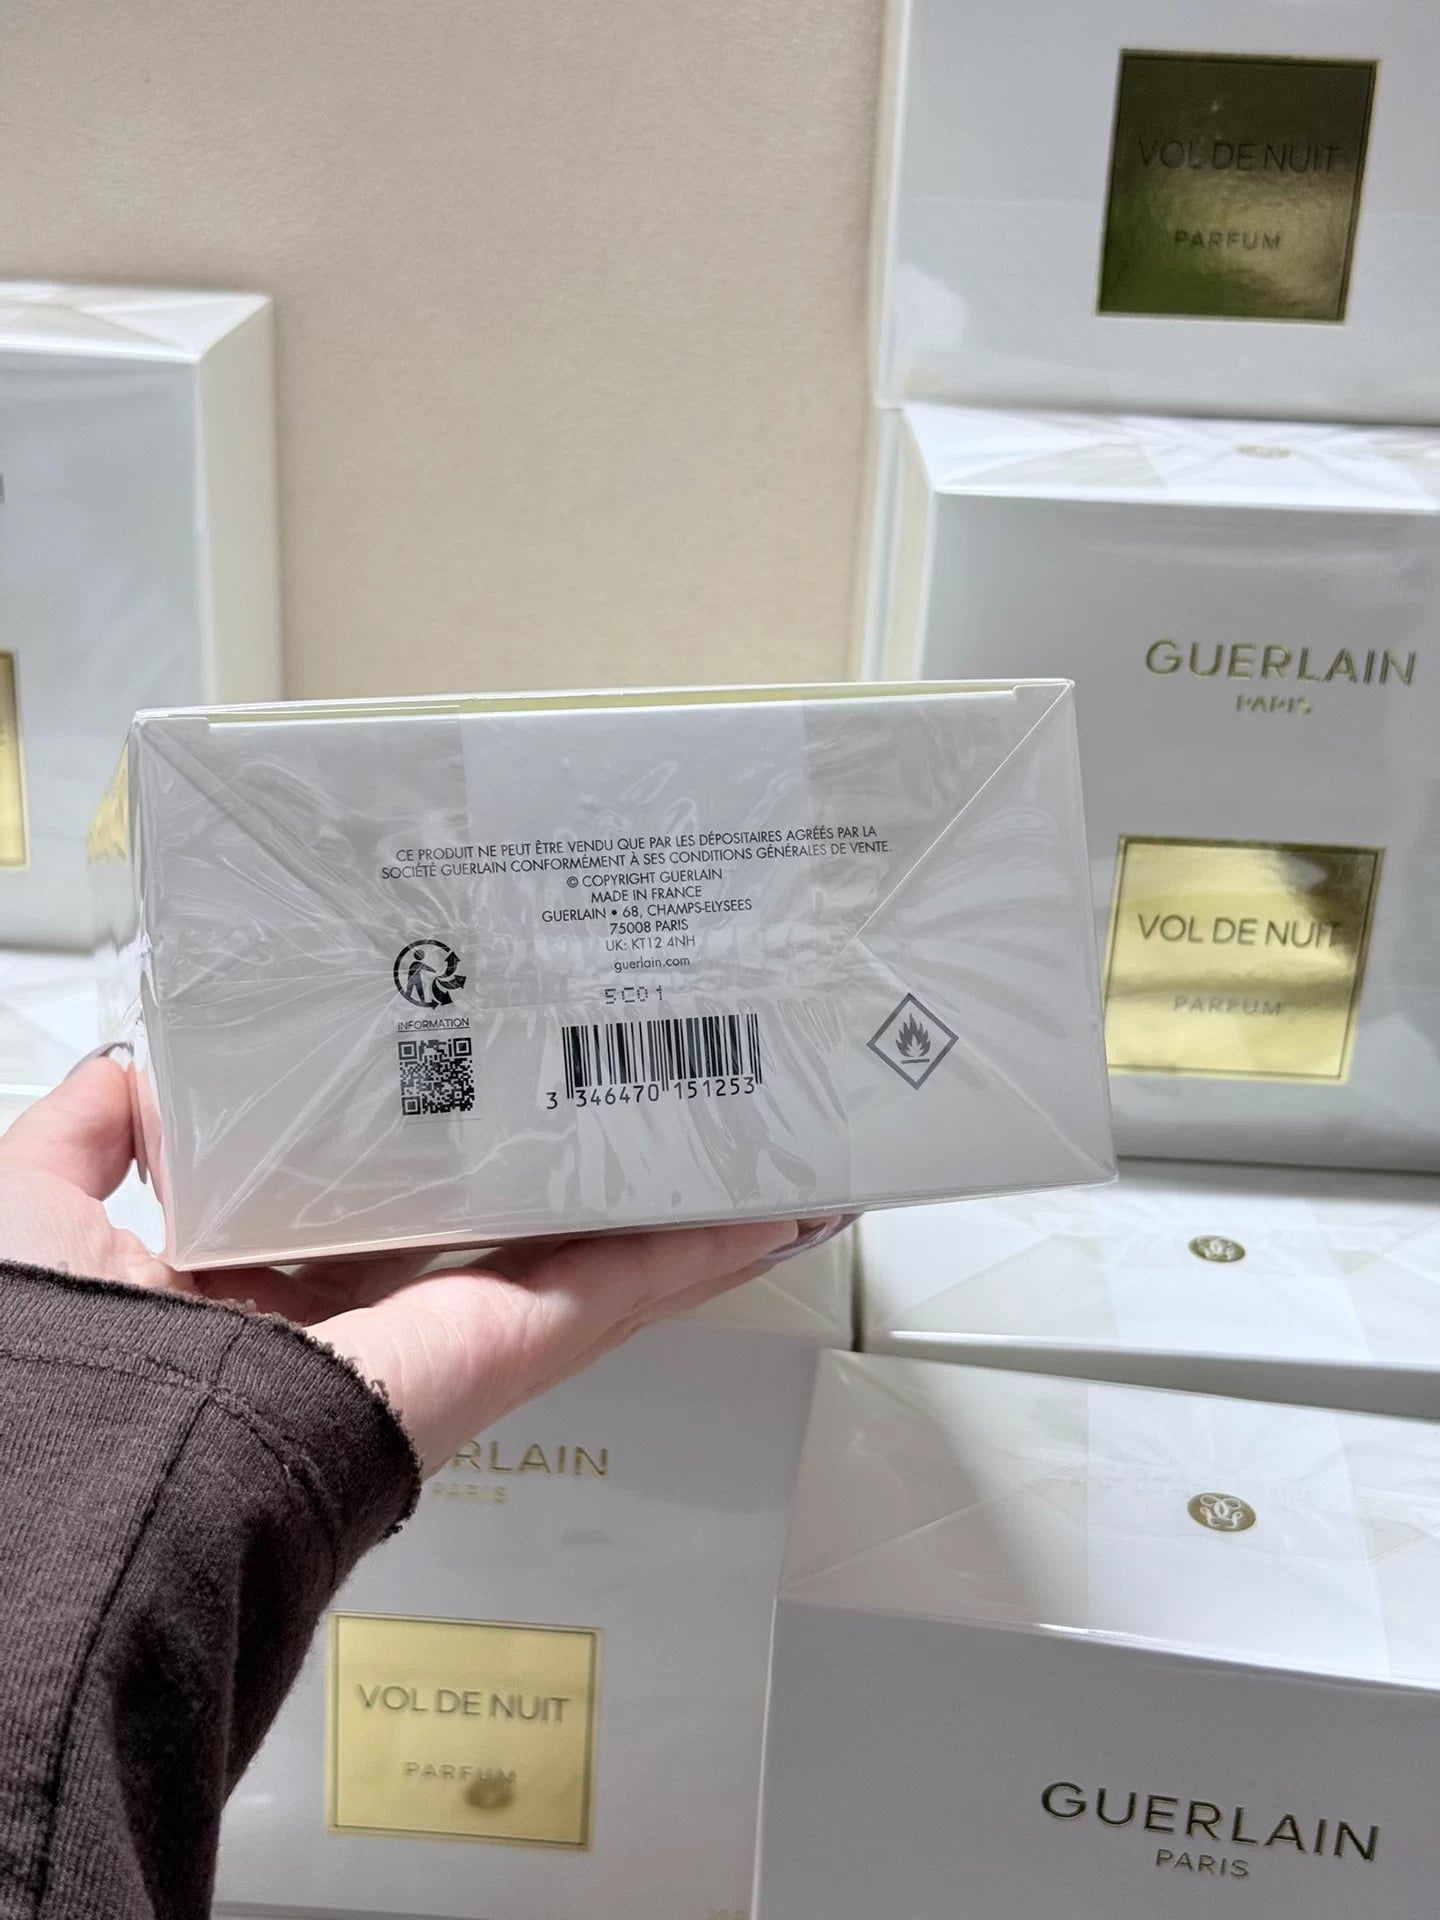 VOL DE NUIT
PARFUM
GUERLAIN
PARIS
VOL DE NUIT
PARFUM
CE PRODUIT NE PEUT ÊTRE VENDU QUE PAR LES DÉPOSITAIRES AGRÉÉS PAR LA
SOCIÉTÉ GUERLAIN CONFORMÉMENT À SES CONDITIONS GÉNÉRALES DE VENTE.
© COPYRIGHT GUERLAIN
MADE IN FRANCE
GUERLAIN • 68, CHAMPS-ELYSEES
75008 PARIS
UK: KT12 4NH
guerlain.com
5C01
INFORMATION
3 346470 151253
RLAIN
PARIS
VOL DE NUIT
PARFUM
GUERLAIN
PARIS